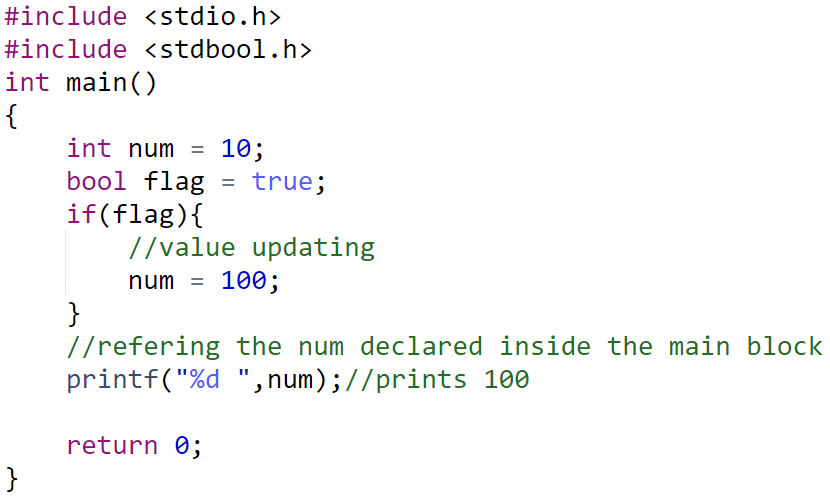 #include <stdio.h>
#include <stdbool.h>
int main()
{
    int num = 10;
    bool flag = true;
    if(flag){
        //value updating
        num = 100;
    }
    //refering the num declared inside the main block
    printf("%d ",num);//prints 100

    return 0;
}